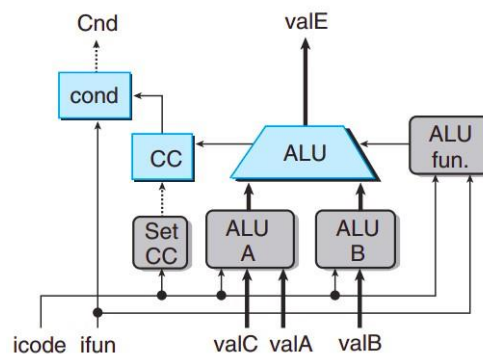 Cnd
valE
cond
CC
ALU
ALU
fun.
Set
CC
ALU
A
ALU
B
icode
ifun
valC
valA
valB